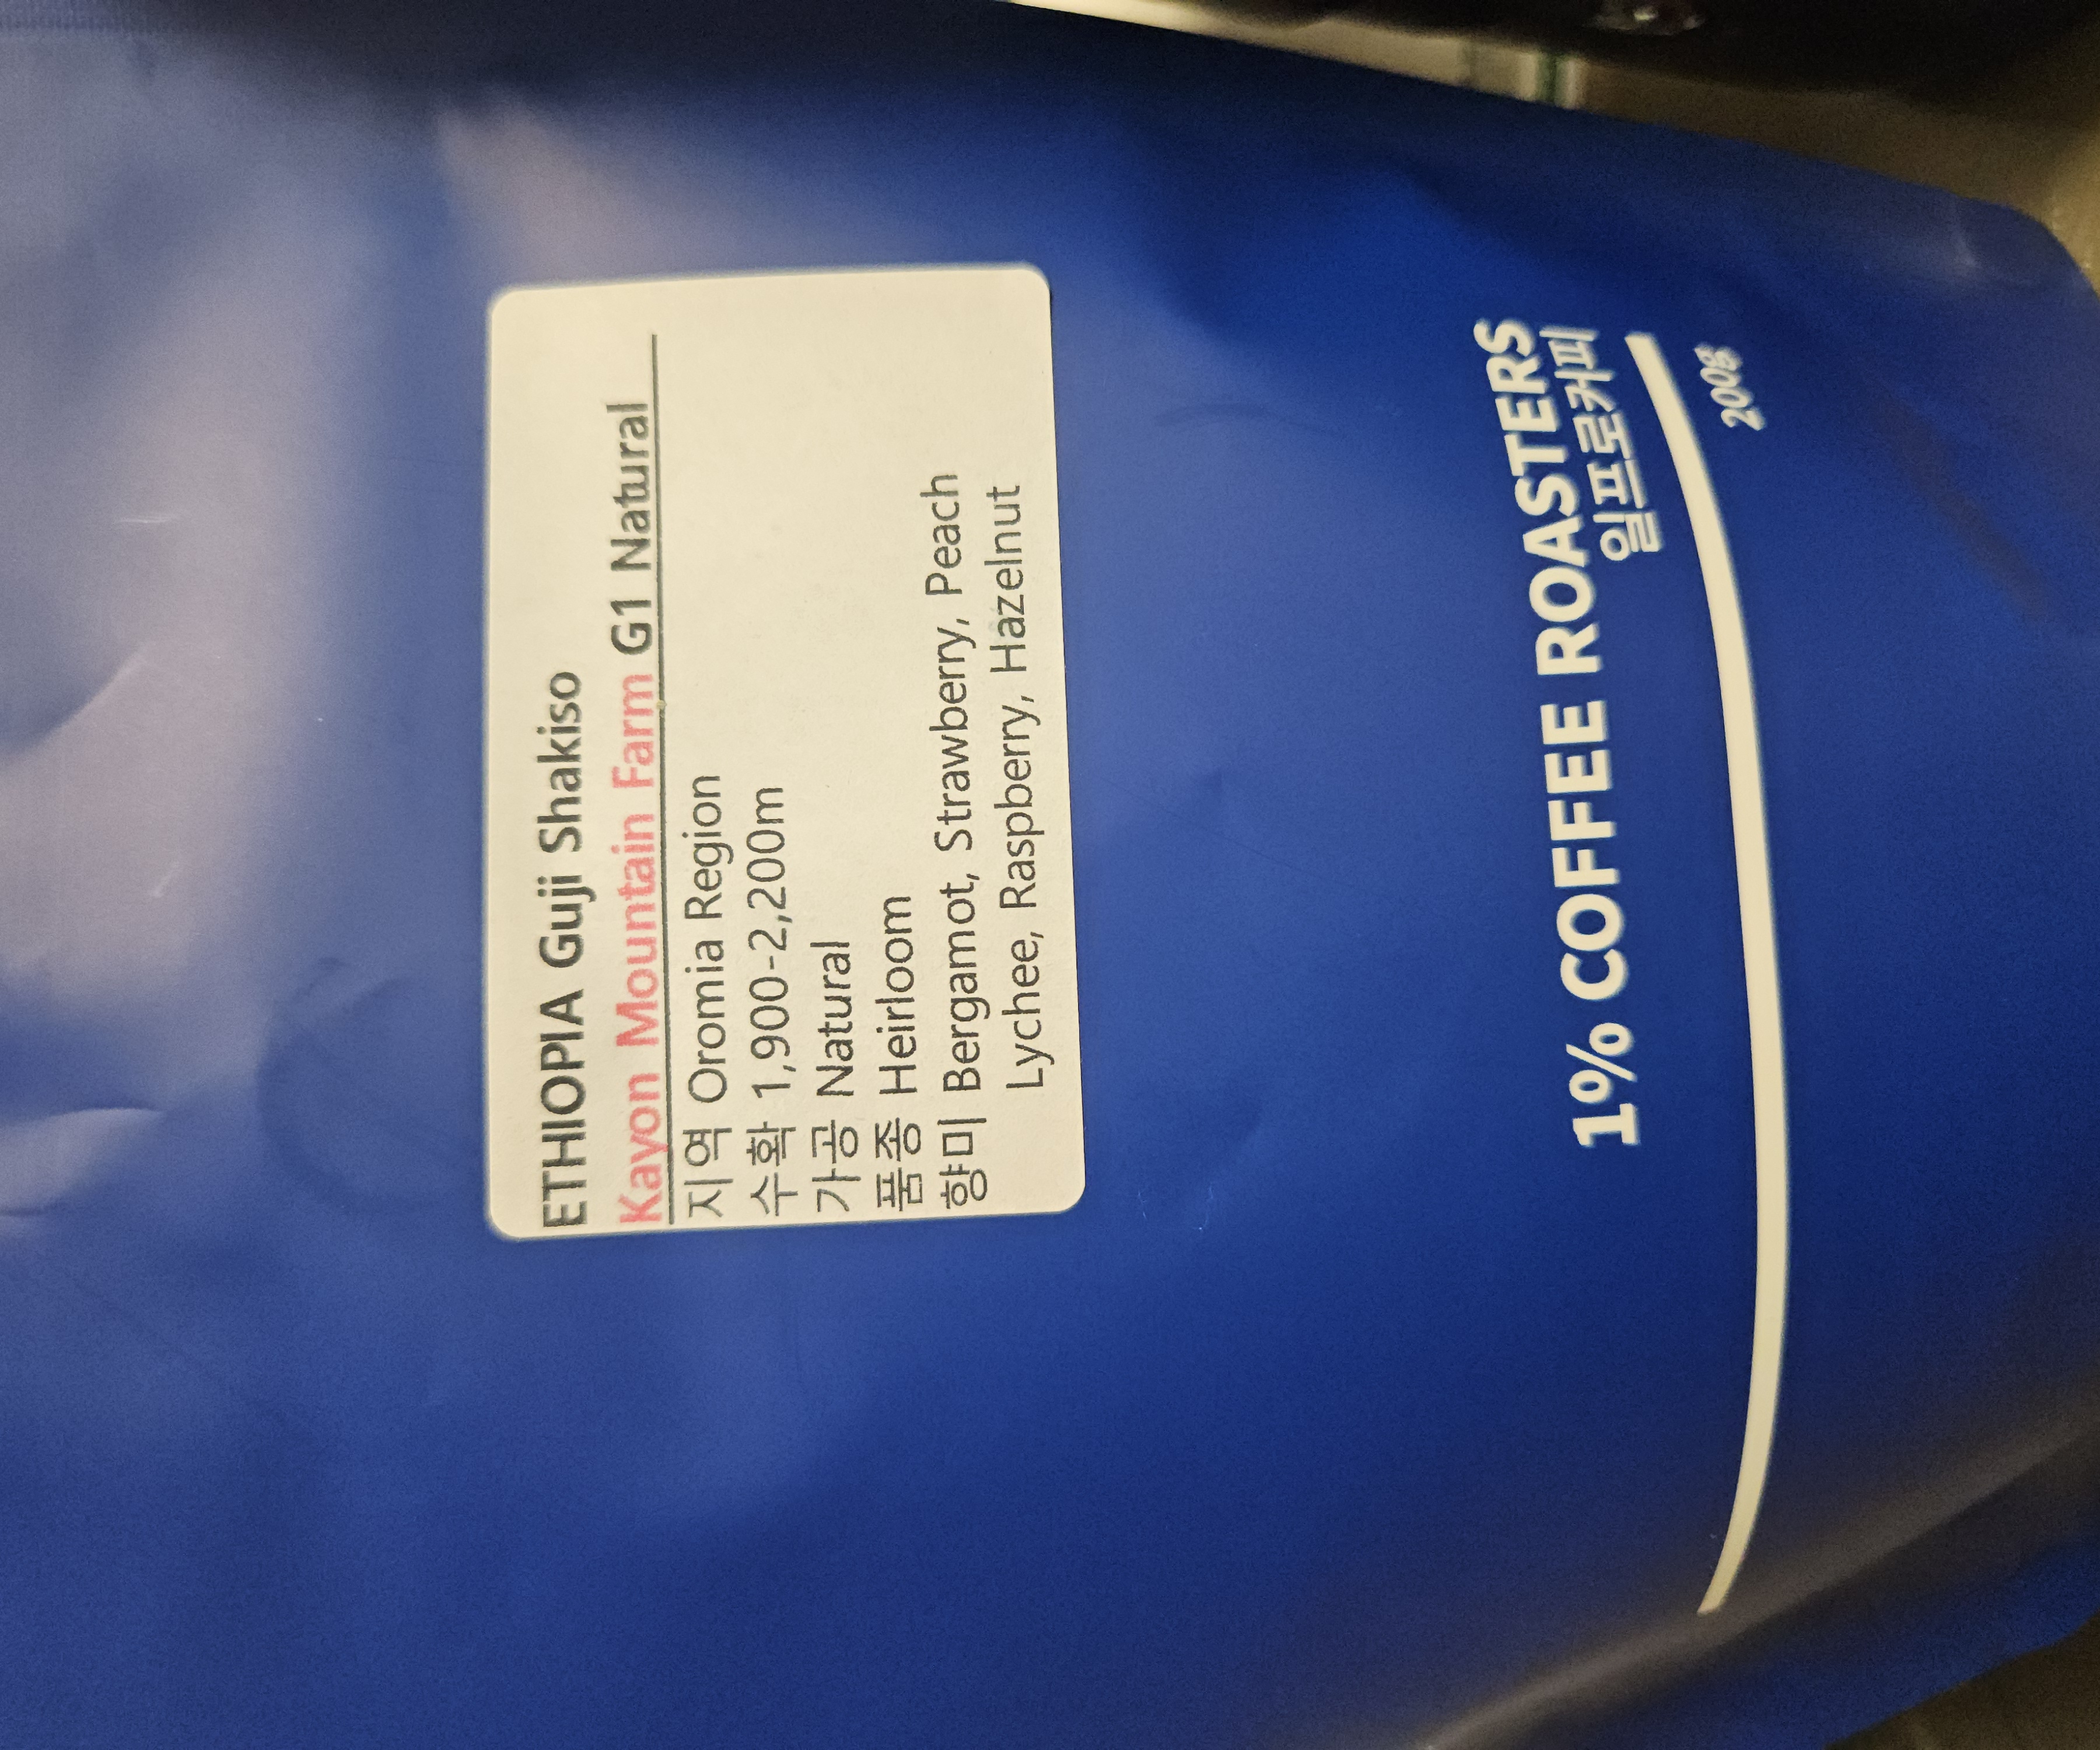 ETHIOPIA Guji Shakiso
Kayon Mountain Farm G1 Natural
지역 Oromia Region
수확 1,900-2,200m
가공 Natural
품종 Heirloom
향미 Bergamot, Strawberry, Peach
Lychee, Raspberry, Hazelnut
1% COFFEE ROASTERS
일프로커피
200g